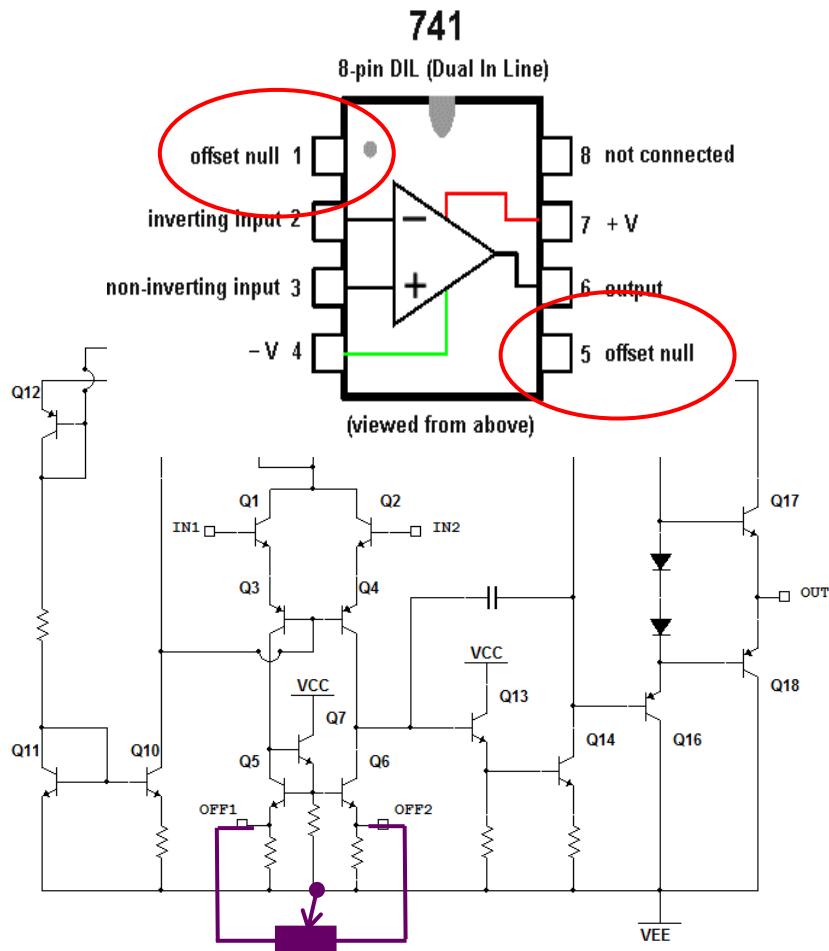 741
8-pin DIL (Dual In Line)
offset null 1
8 not connected
inverting input 2
7 + V
non-inverting input 3
6 output
– V 4
5 offset null
(viewed from above)
Q12
Q1
Q2
Q17
IN1
IN2
Q3
Q4
OUT
VCC
VCC
Q7
Q13
Q18
Q11
Q10
Q5
Q6
Q14
Q16
OFF1
OFF2
VEE